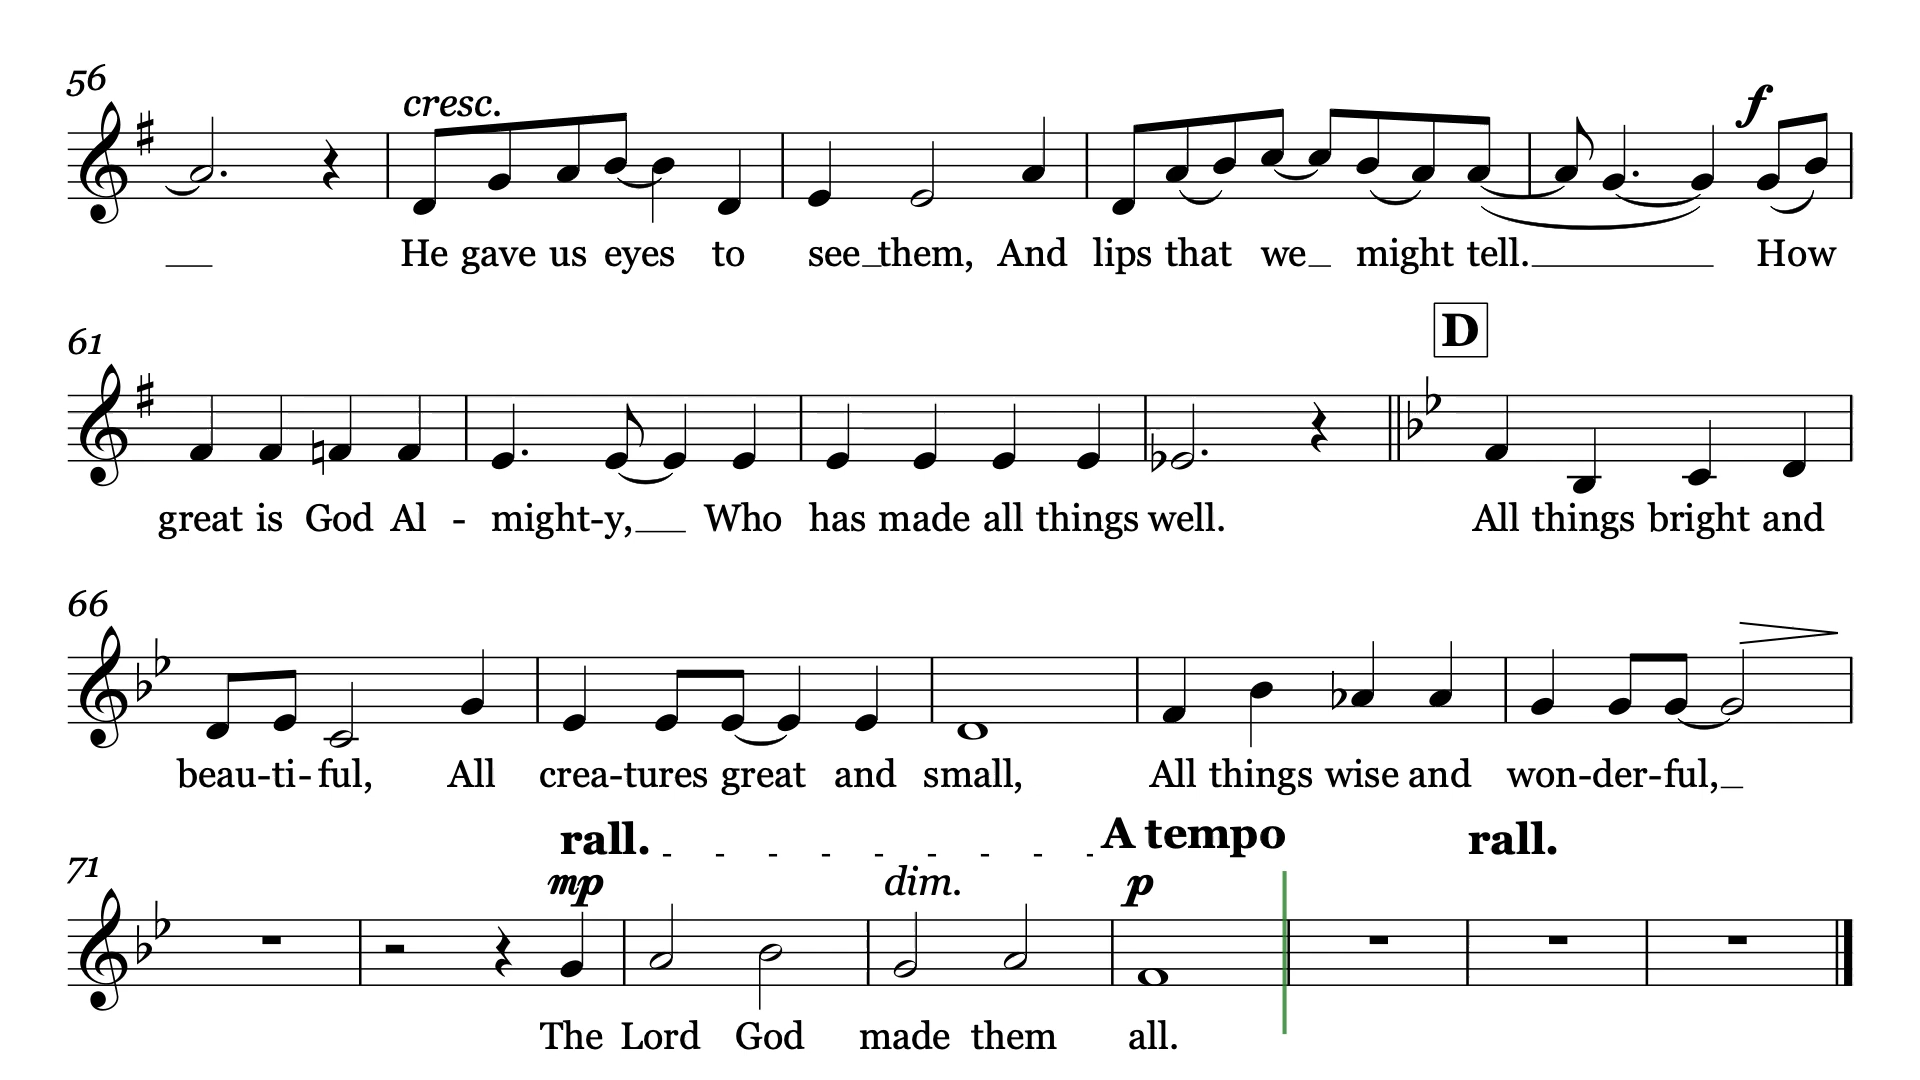 56
cresc.
f
__ He gave us eyes to see_them, And lips that we_ might tell.____ How
61
D
great is God Al - might-y,__ Who has made all things well. All things bright and
66
beau-ti-ful, All crea-tures great and small, All things wise and won-der-ful,_
rall. - - - - - - - - - A tempo rall.
71
mp dim. p
The Lord God made them all.